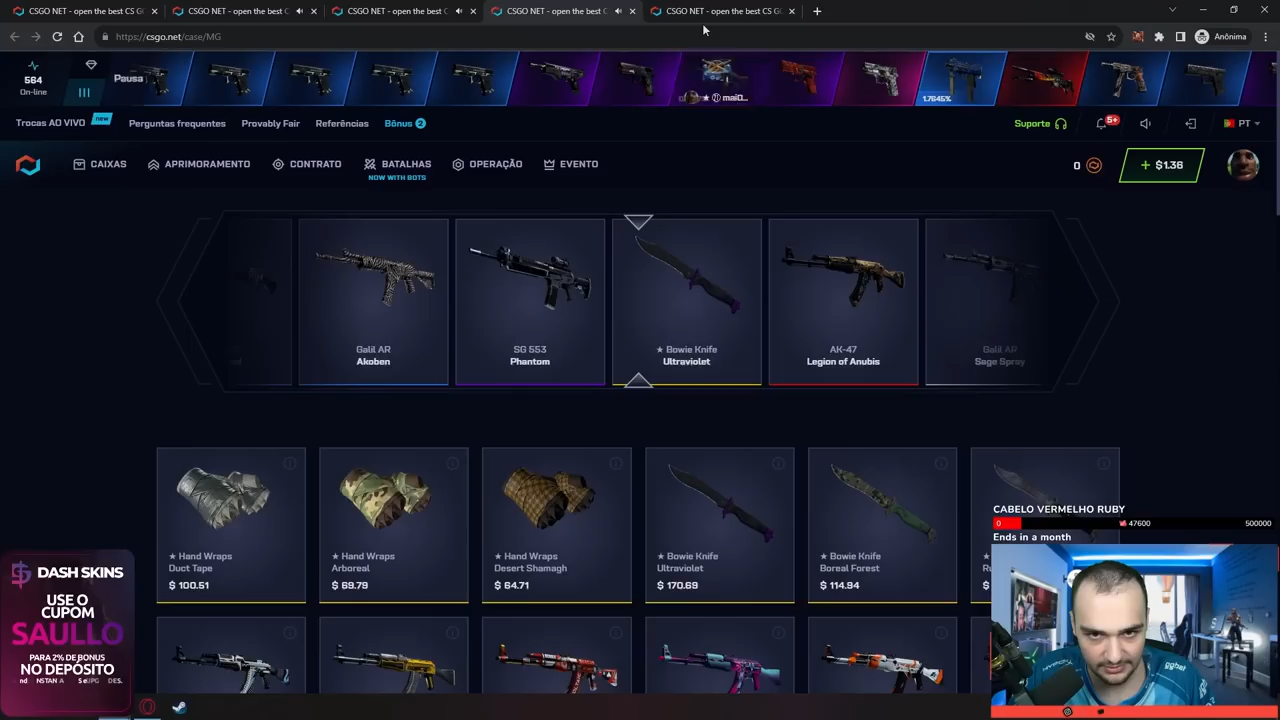 CSGO NET - open the best CS GO
CSGO NET - open the best C
CSGO NET - open the best C
CSGO NET - open the best C
CSGO NET - open the best CS GO
https://csgo.net/case/MG
Anônima
564
On-line
Pausa
1.7645%
Trocas AO VIVO
new
Perguntas frequentes
Provably Fair
Referências
Bônus 2
Suporte
5+
PT
CAIXAS
APRIMORAMENTO
CONTRATO
BATALHAS
NOW WITH BOTS
OPERAÇÃO
EVENTO
0
+ $1.36
Galil AR
Akoben
SG 553
Phantom
★ Bowie Knife
Ultraviolet
AK-47
Legion of Anubis
Galil AR
Sage Spray
★ Hand Wraps
Duct Tape
$ 100.51
★ Hand Wraps
Arboreal
$ 69.79
★ Hand Wraps
Desert Shamagh
$ 64.71
★ Bowie Knife
Ultraviolet
$ 170.69
★ Bowie Knife
Boreal Forest
$ 114.94
CABELO VERMELHO RUBY
0
47600
500000
Ends in a month
DASH SKINS
USE O
CUPOM
SAULLO
PARA 2% DE BONUS
NO DEPÓSITO